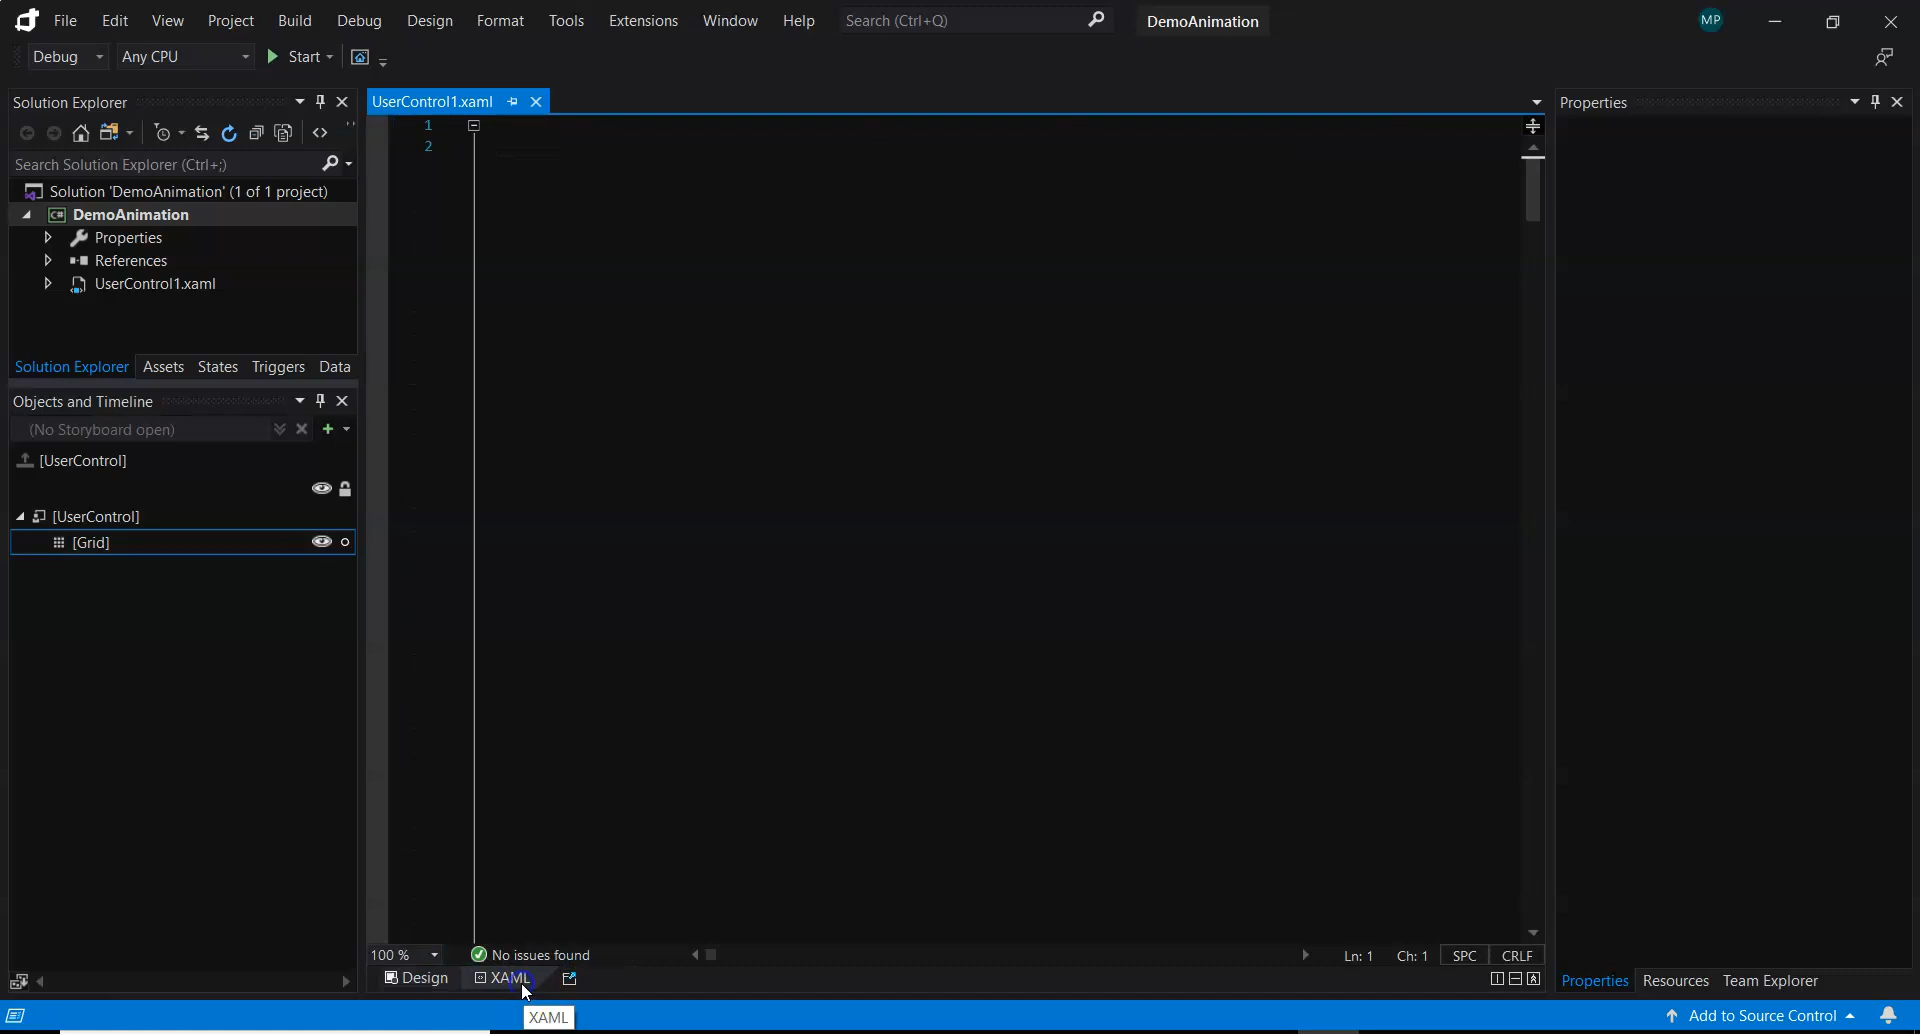 File Edit View Project Build Debug Design Format Tools Extensions Window Help Search (Ctrl+Q) DemoAnimation MP
Debug Any CPU Start
Solution Explorer
Search Solution Explorer (Ctrl+;)
Solution 'DemoAnimation' (1 of 1 project)
C# DemoAnimation
Properties
References
UserControl1.xaml
Solution Explorer Assets States Triggers Data
Objects and Timeline
(No Storyboard open)
[UserControl]
[UserControl]
[Grid]
UserControl1.xaml
1
2
100 % No issues found Ln: 1 Ch: 1 SPC CRLF
Design XAML
XAML
Properties
Properties Resources Team Explorer
Add to Source Control